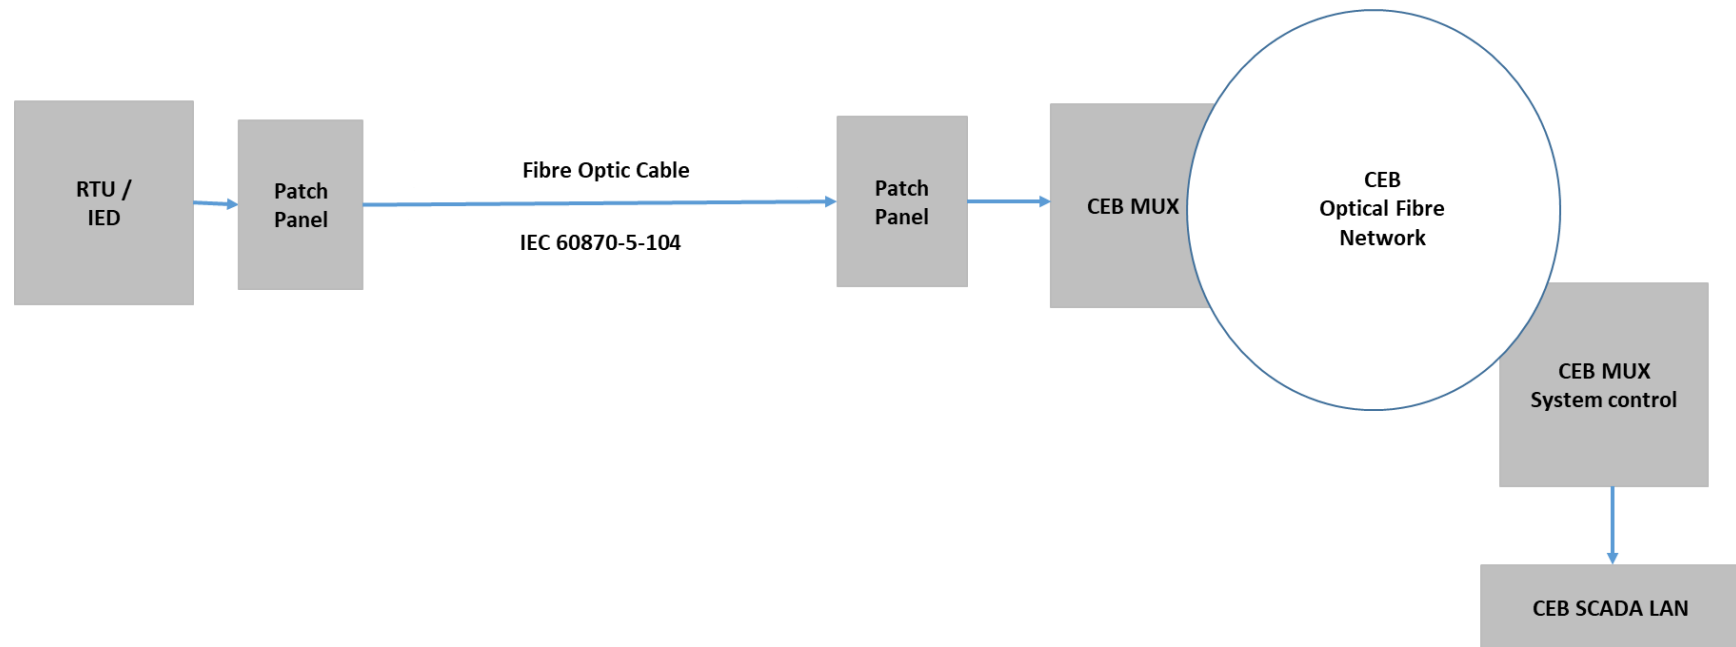 RTU /
IED
Patch
Panel
Fibre Optic Cable
IEC 60870-5-104
Patch
Panel
CEB MUX
CEB
Optical Fibre
Network
CEB MUX
System control
CEB SCADA LAN